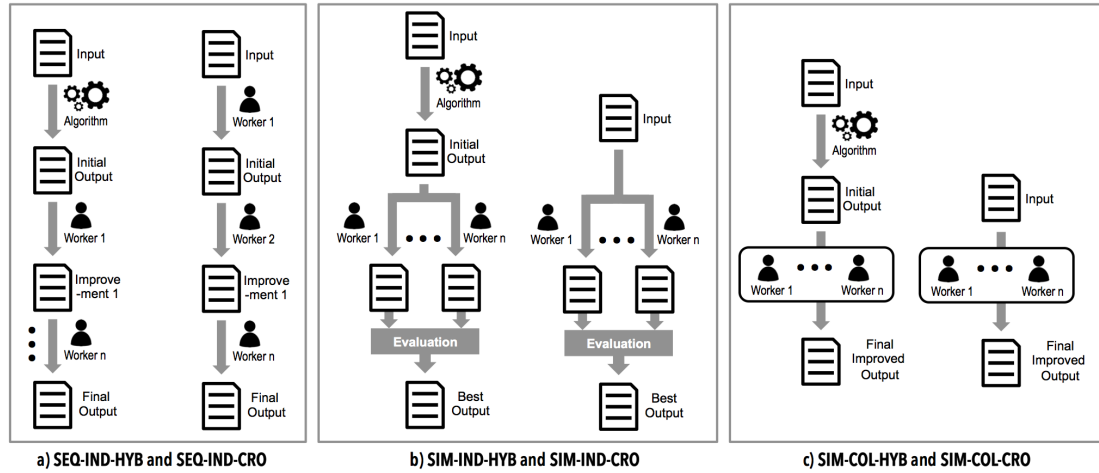 Input
Algorithm
Initial
Output
Worker 1
Improve
-ment 1
Worker n
Final
Output
Input
Worker 1
Initial
Output
Worker 2
Improve
-ment 1
Worker n
Final
Output
a) SEQ-IND-HYB and SEQ-IND-CRO
Input
Algorithm
Initial
Output
Worker 1
Worker n
Evaluation
Best
Output
Input
Worker 1
Worker n
Evaluation
Best
Output
b) SIM-IND-HYB and SIM-IND-CRO
Input
Algorithm
Initial
Output
Worker 1
Worker n
Final
Improved
Output
Input
Worker 1
Worker n
Final
Improved
Output
c) SIM-COL-HYB and SIM-COL-CRO